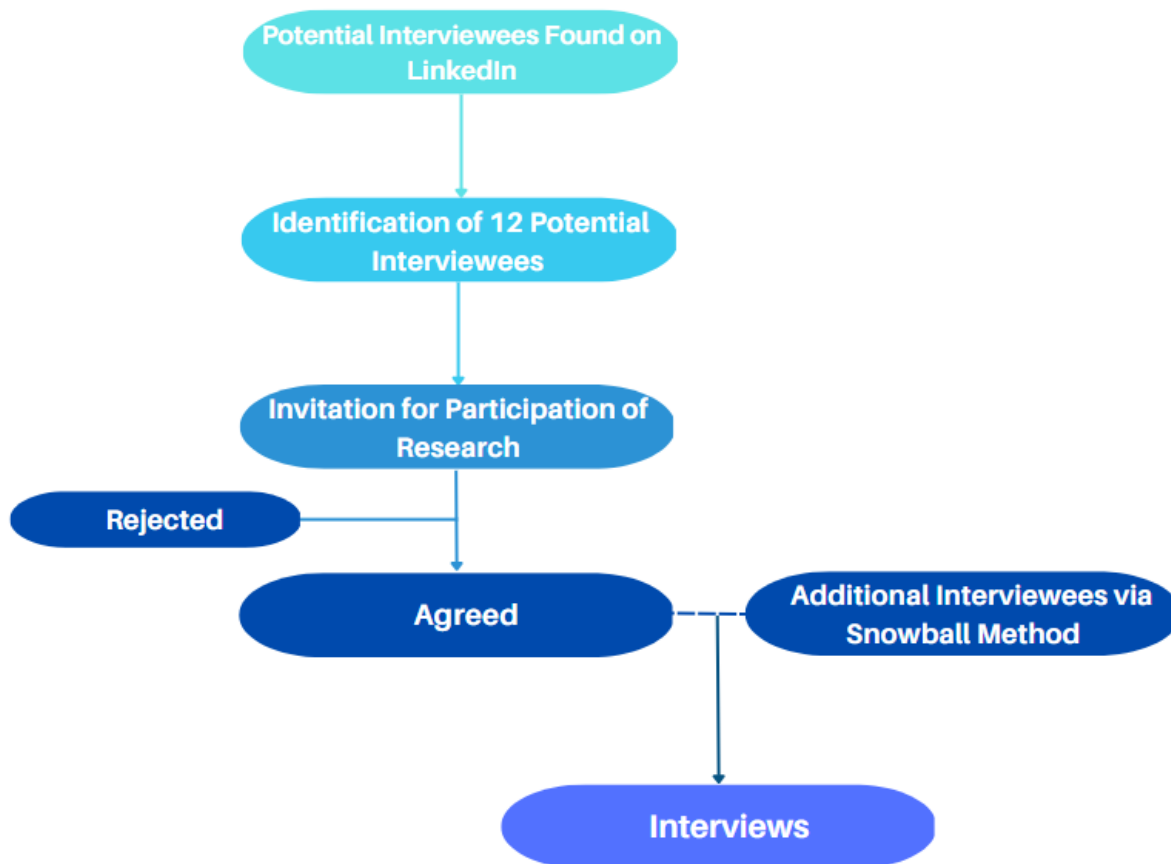 Potential Interviewees Found on
LinkedIn
Identification of 12 Potential
Interviewees
Invitation for Participation of
Research
Rejected
Agreed
Additional Interviewees via
Snowball Method
Interviews